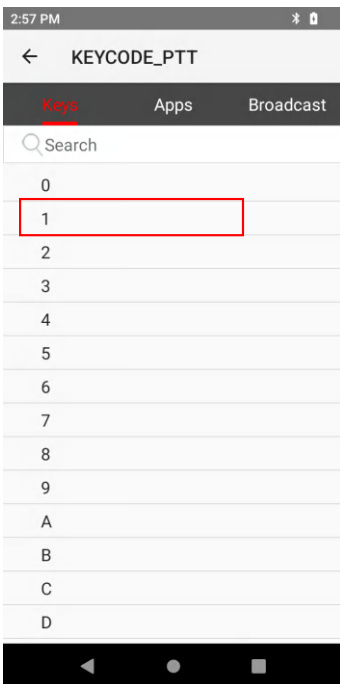 2:57 PM
KEYCODE_PTT
Keys Apps Broadcast
Search
0
1
2
3
4
5
6
7
8
9
A
B
C
D